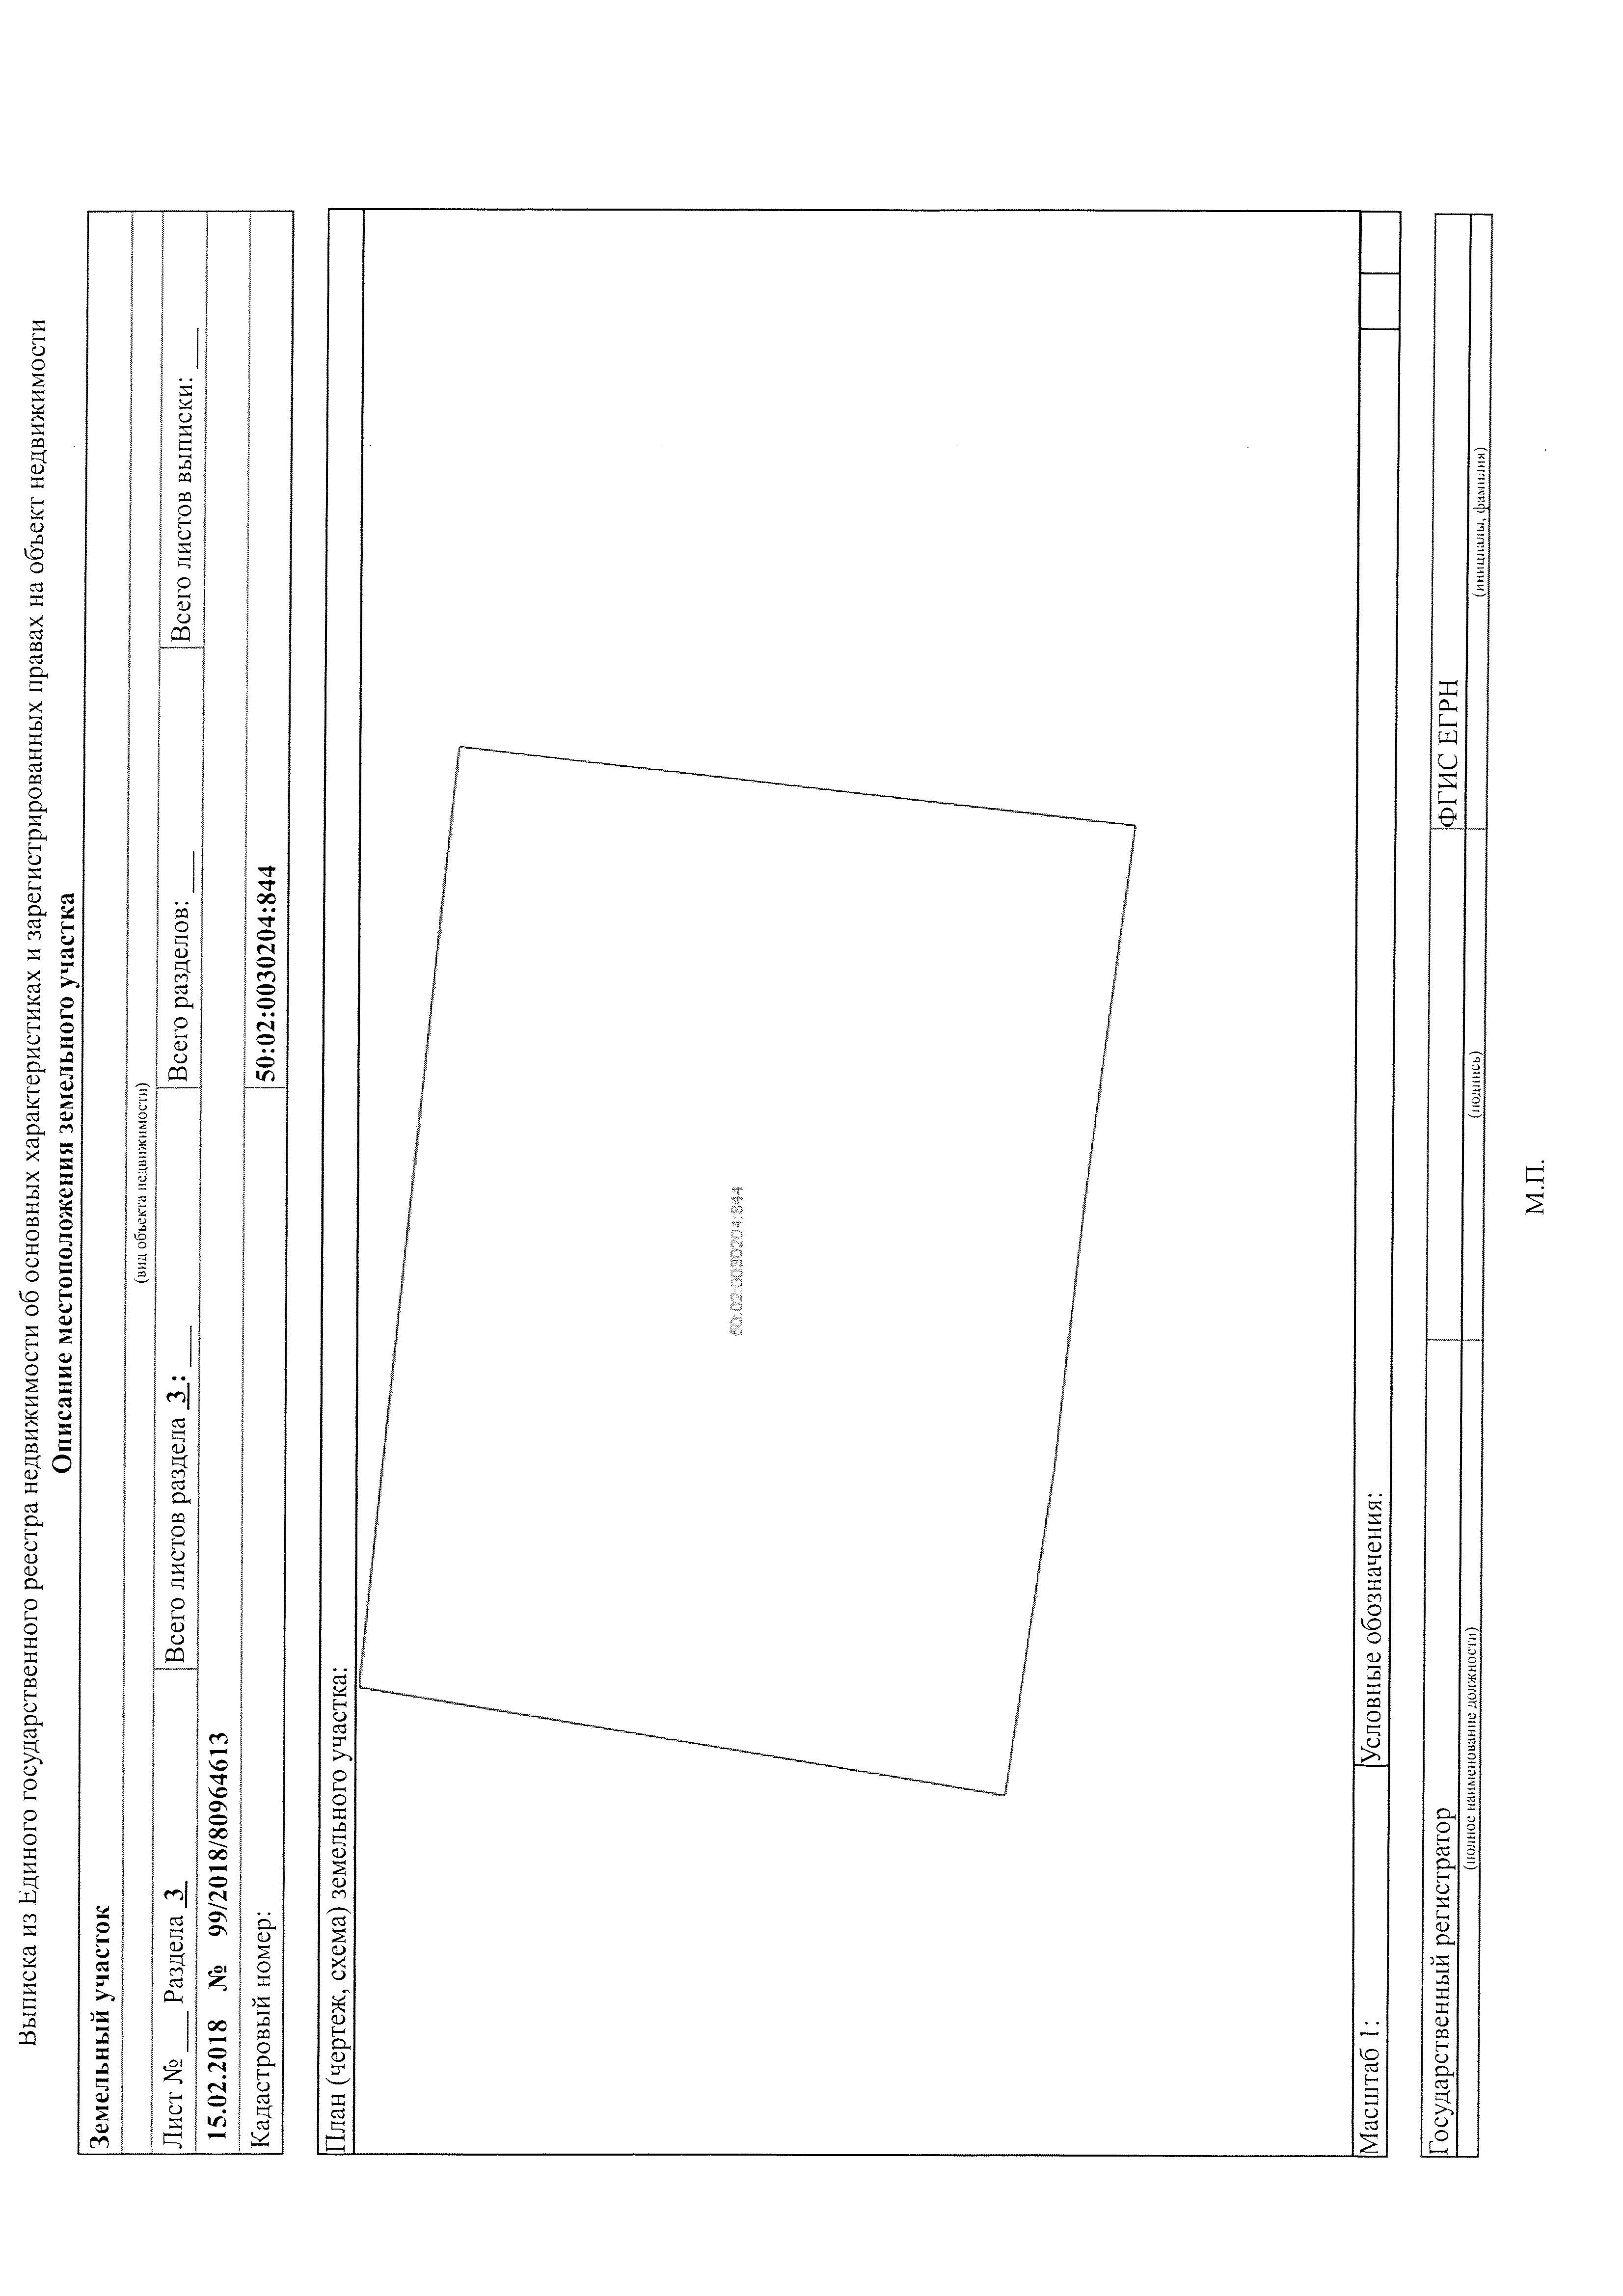 Выписка из Единого государственного реестра недвижимости об основных характеристиках и зарегистрированных правах на объект недвижимости
Описание местоположения земельного участка
Земельный участок
(вид объекта недвижимости)
Лист № ___ Раздела 3 Всего листов раздела 3 : ___ Всего разделов: ___ Всего листов выписки: ___
15.02.2018 № 99/2018/80964613
Кадастровый номер: 50:02:0030204:844
План (чертеж, схема) земельного участка:
50:02:0030204:844
Масштаб 1: Условные обозначения:
Государственный регистратор ФГИС ЕГРН
(полное наименование должности) (подпись) (инициалы, фамилия)
М.П.